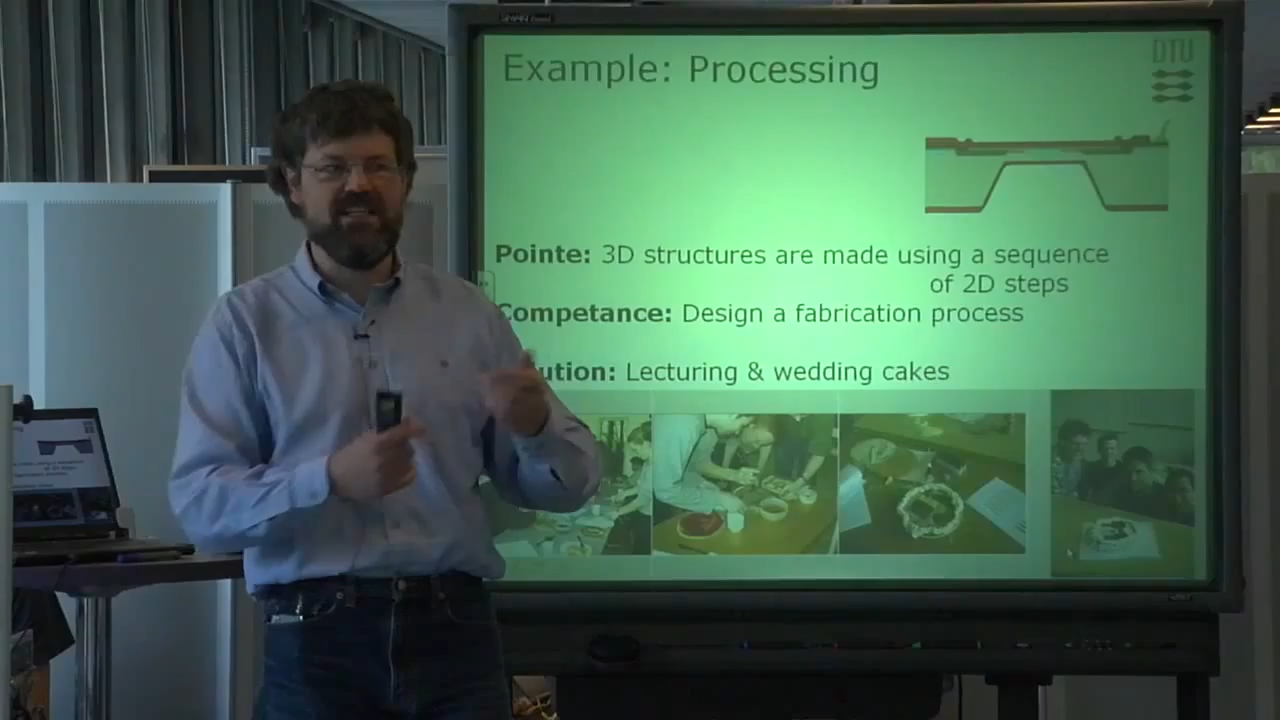 Example: Processing
DTU
Pointe: 3D structures are made using a sequence
of 2D steps
Competance: Design a fabrication process
ution: Lecturing & wedding cakes